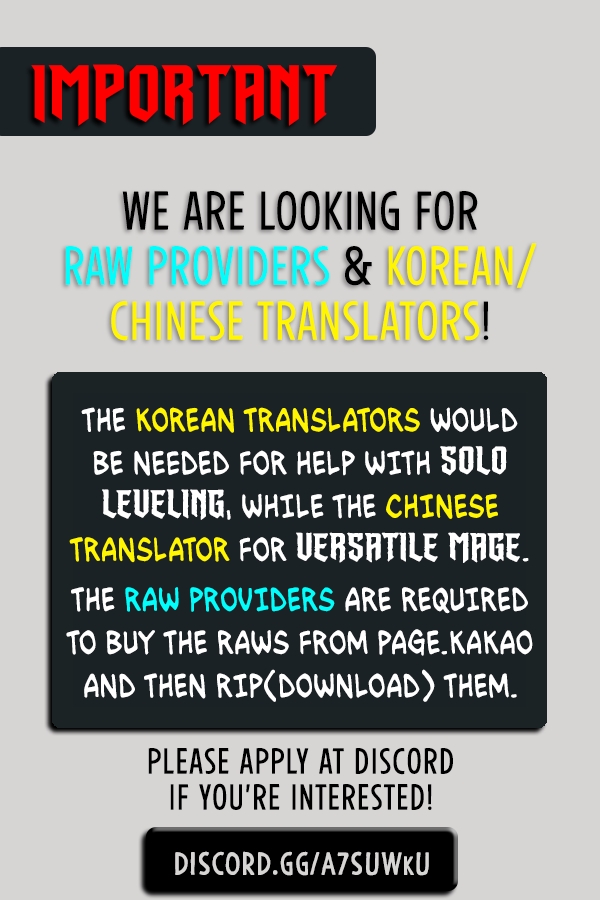 IMPORTANT
WE ARE LOOKING FOR
RAW PROVIDERS & KOREAN/
CHINESE TRANSLATORS!
THE KOREAN TRANSLATORS WOULD
BE NEEDED FOR HELP WITH SOLO
LEVELING, WHILE THE CHINESE
TRANSLATOR FOR VERSATILE MAGE.
THE RAW PROVIDERS ARE REQUIRED
TO BUY THE RAWS FROM PAGE.KAKAO
AND THEN RIP(DOWNLOAD) THEM.
PLEASE APPLY AT DISCORD
IF YOU'RE INTERESTED!
DISCORD.GG/A7SUWKU